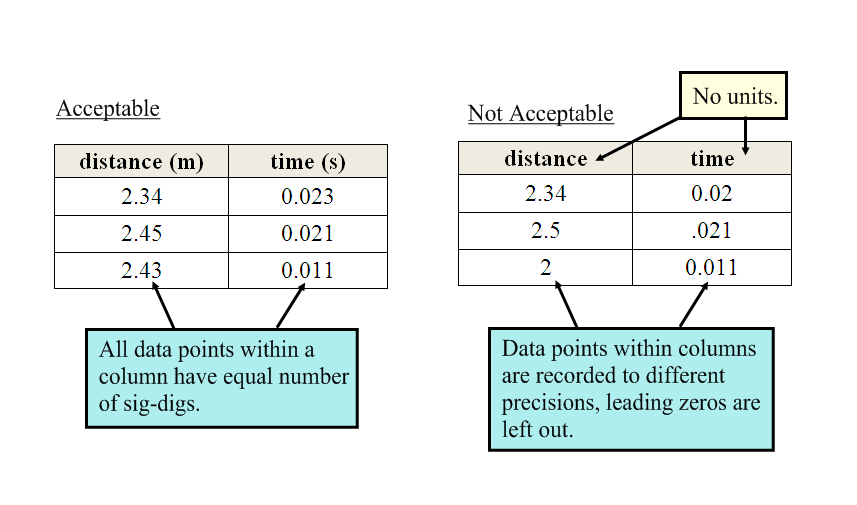 Acceptable
distance (m) time (s)
2.34 0.023
2.45 0.021
2.43 0.011
All data points within a
column have equal number
of sig-digs.
No units.
Not Acceptable
distance time
2.34 0.02
2.5 .021
2 0.011
Data points within columns
are recorded to different
precisions, leading zeros are
left out.